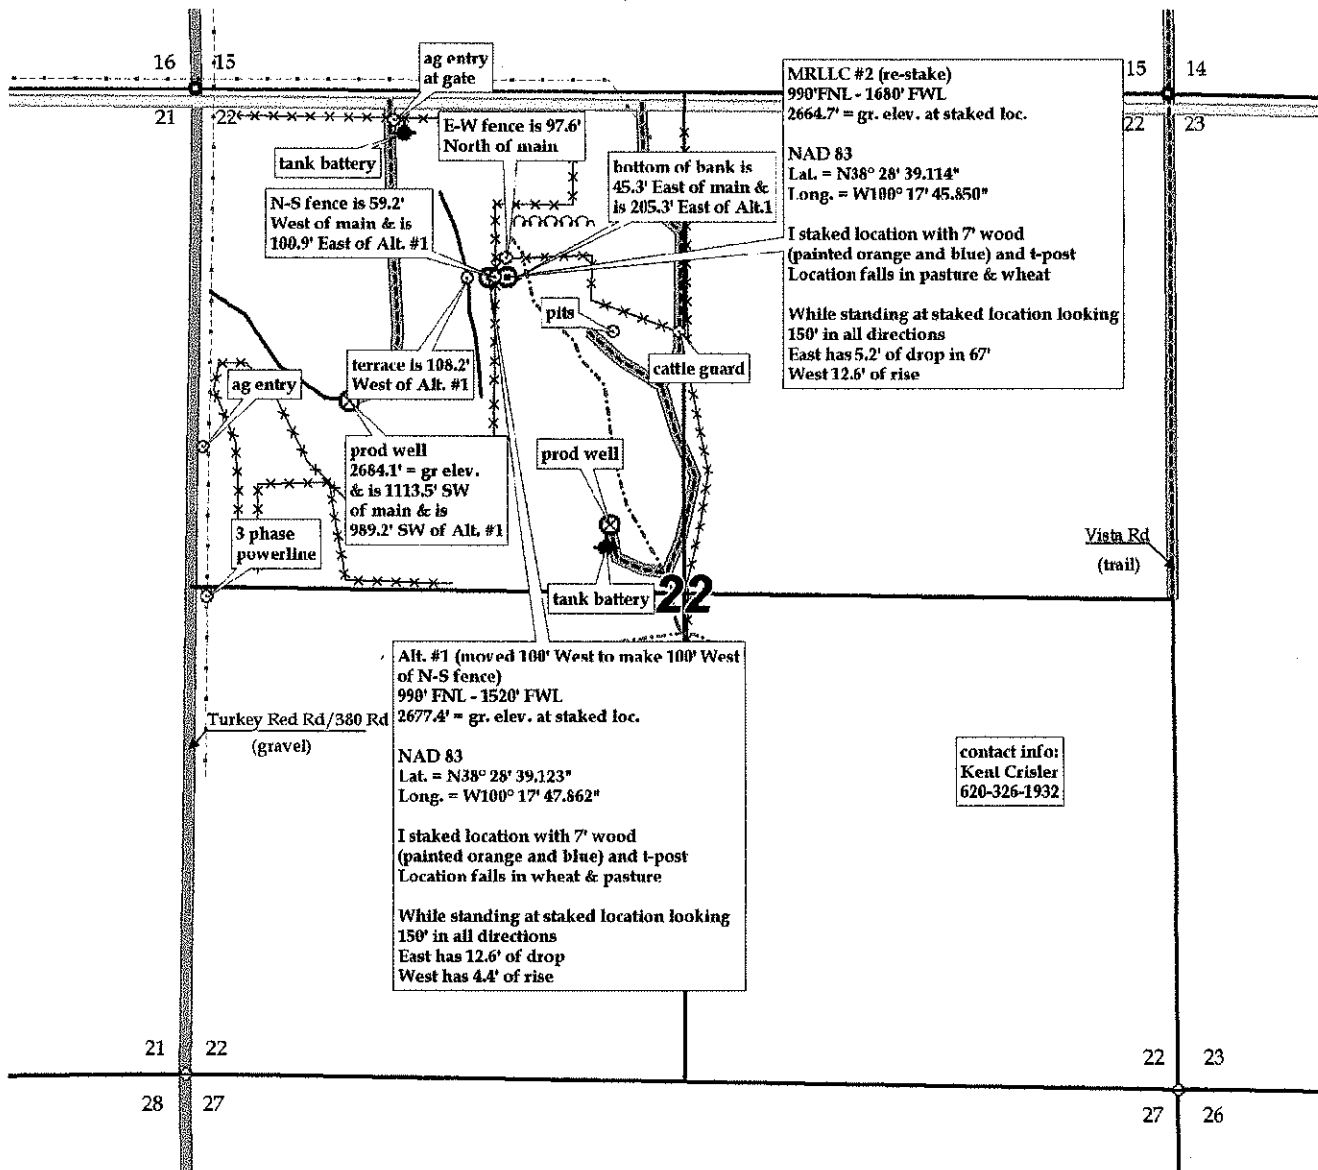 16
15
21
22
15
14
22
23
ag entry
at gate
tank battery
E-W fence is 97.6'
North of main
N-S fence is 59.2'
West of main & is
100.9' East of Alt. #1
bottom of bank is
45.3' East of main &
is 205.3' East of Alt.1
MRLLC #2 (re-stake)
990'FNL - 1680' FWL
2664.7' = gr. elev. at staked loc.
NAD 83
Lat. = N38° 28' 39.114"
Long. = W100° 17' 45.850"
I staked location with 7' wood
(painted orange and blue) and t-post
Location falls in pasture & wheat
While standing at staked location looking
150' in all directions
East has 5.2' of drop in 67'
West 12.6' of rise
pits
cattle guard
terrace is 108.2'
West of Alt. #1
ag entry
prod well
2684.1' = gr elev.
& is 1113.5' SW
of main & is
989.2' SW of Alt. #1
prod well
3 phase
powerline
tank battery
22
Vista Rd
(trail)
Alt. #1 (moved 100' West to make 100' West
of N-S fence)
990' FNL - 1520' FWL
2677.4' = gr. elev. at staked loc.
NAD 83
Lat. = N38° 28' 39.123"
Long. = W100° 17' 47.862"
I staked location with 7' wood
(painted orange and blue) and t-post
Location falls in wheat & pasture
While standing at staked location looking
150' in all directions
East has 12.6' of drop
West has 4.4' of rise
Turkey Red Rd/380 Rd
(gravel)
contact info:
Kent Crisler
620-326-1932
21
22
28
27
22
23
27
26